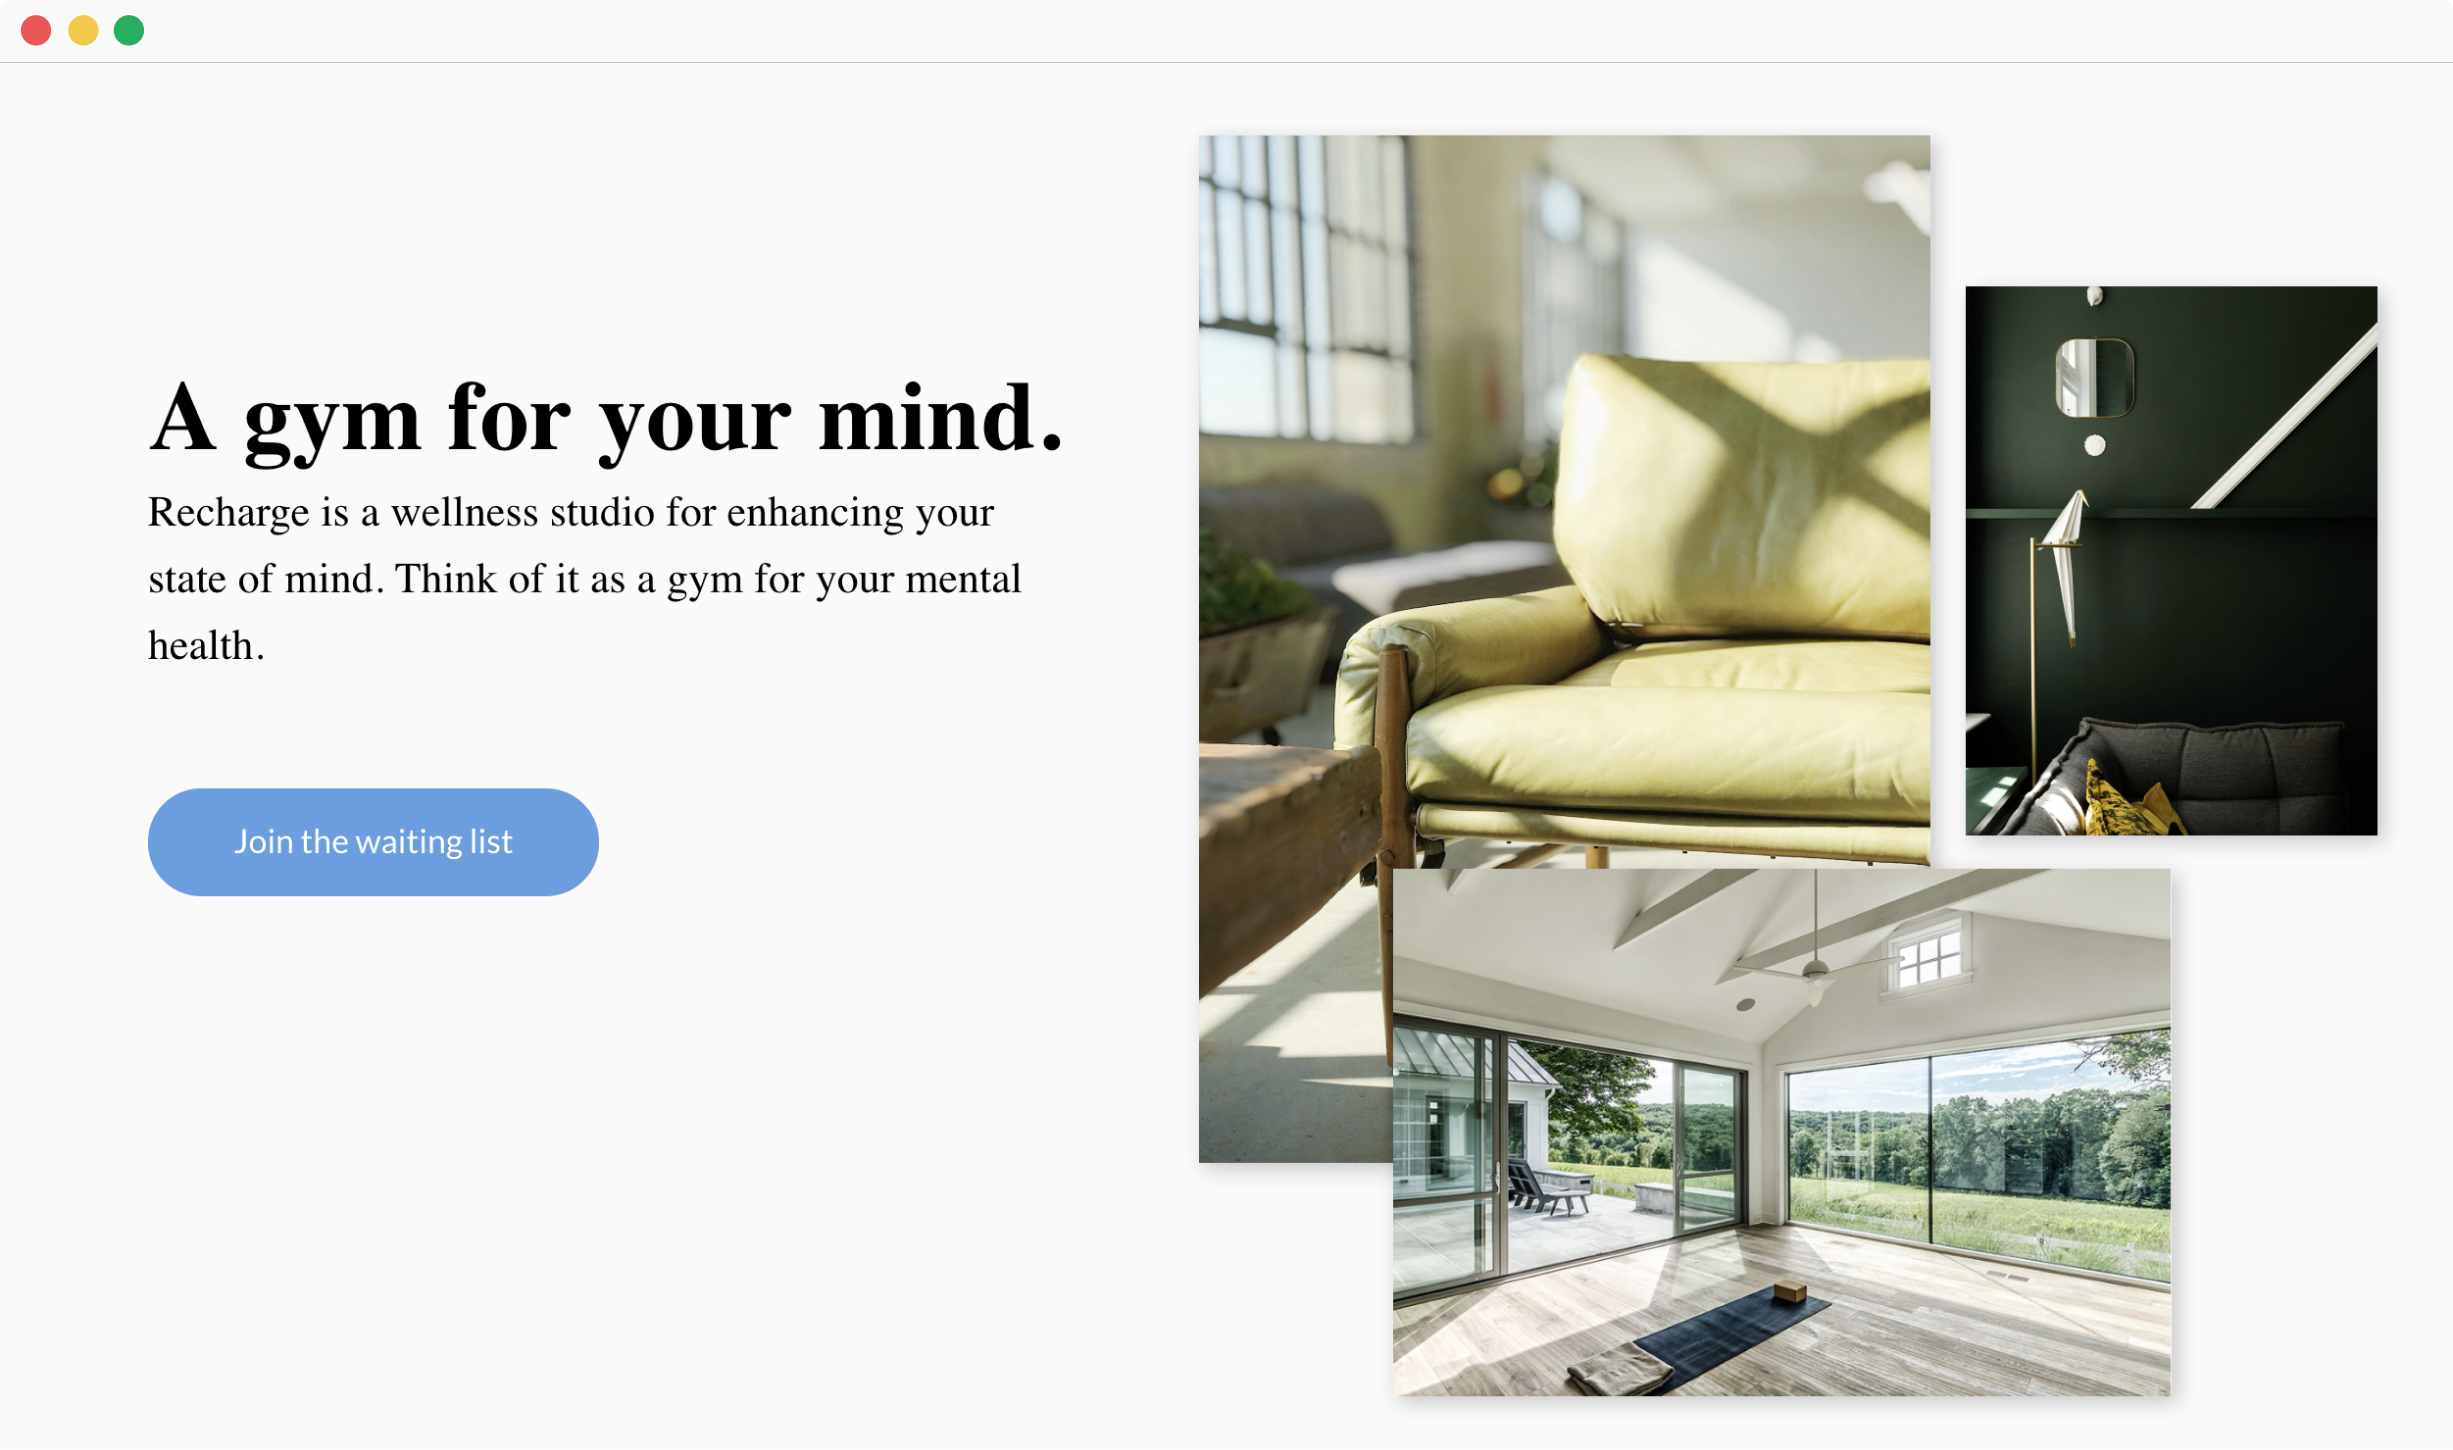 A gym for your mind.
Recharge is a wellness studio for enhancing your
state of mind. Think of it as a gym for your mental
health.
Join the waiting list